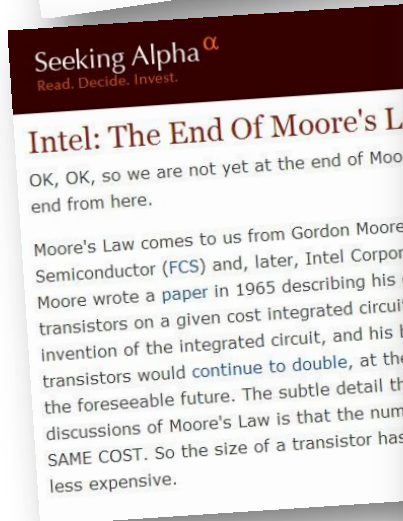 Seeking Alpha α
Read. Decide. Invest.
Intel: The End Of Moore's L
OK, OK, so we are not yet at the end of Moo
end from here.
Moore's Law comes to us from Gordon Moore
Semiconductor (FCS) and, later, Intel Corpor
Moore wrote a paper in 1965 describing his
transistors on a given cost integrated circui
invention of the integrated circuit, and his
transistors would continue to double, at the
the foreseeable future. The subtle detail th
discussions of Moore's Law is that the num
SAME COST. So the size of a transistor has
less expensive.